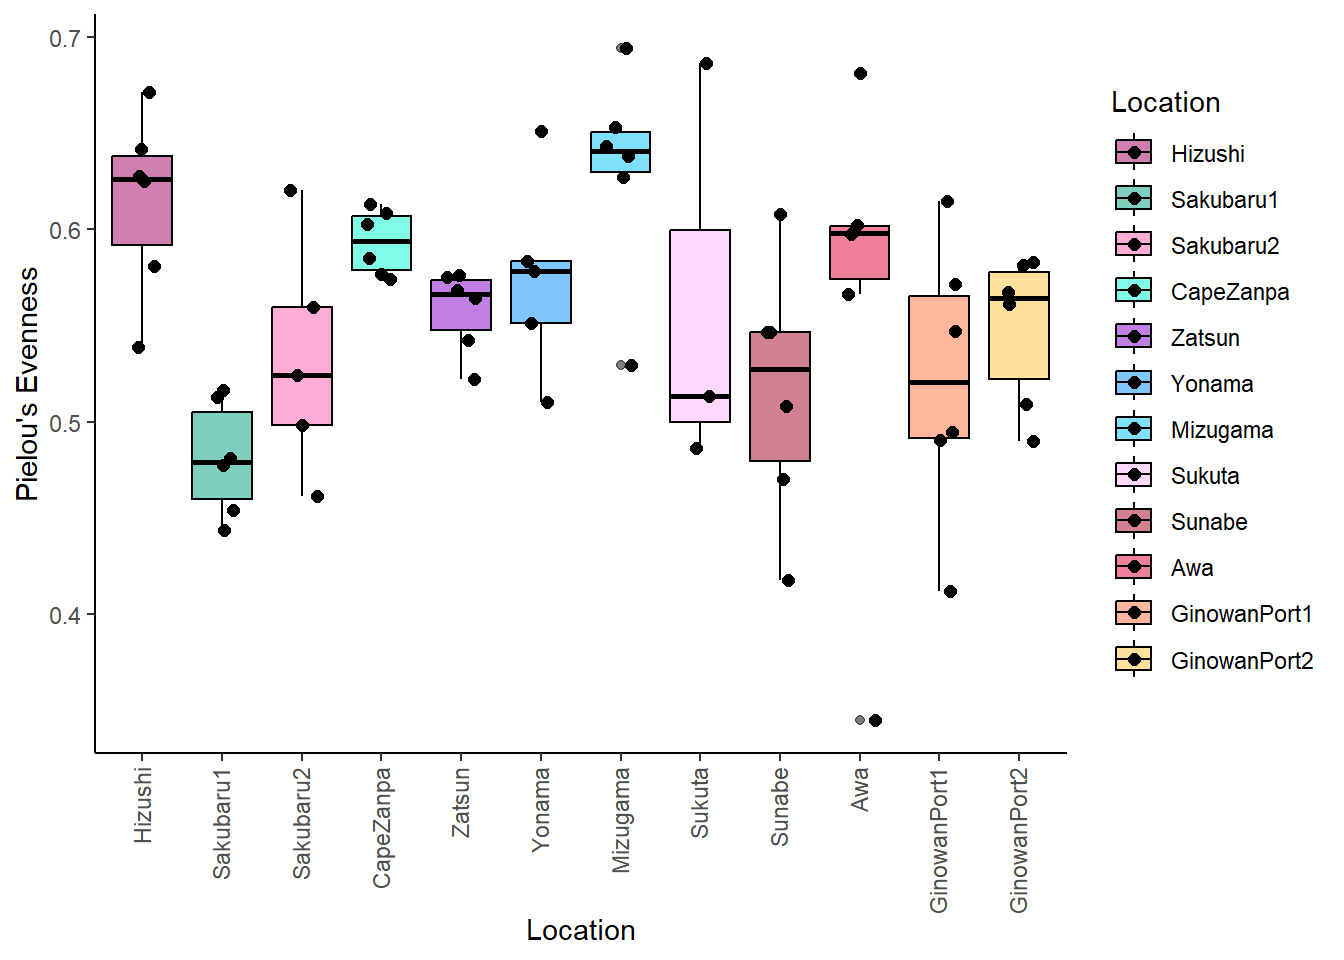 Pielou's Evenness
0.7
0.6
0.5
0.4
Hizushi
Sakubaru1
Sakubaru2
CapeZanpa
Zatsun
Yonama
Mizugama
Sukuta
Sunabe
Awa
GinowanPort1
GinowanPort2
Location
Location
Hizushi
Sakubaru1
Sakubaru2
CapeZanpa
Zatsun
Yonama
Mizugama
Sukuta
Sunabe
Awa
GinowanPort1
GinowanPort2